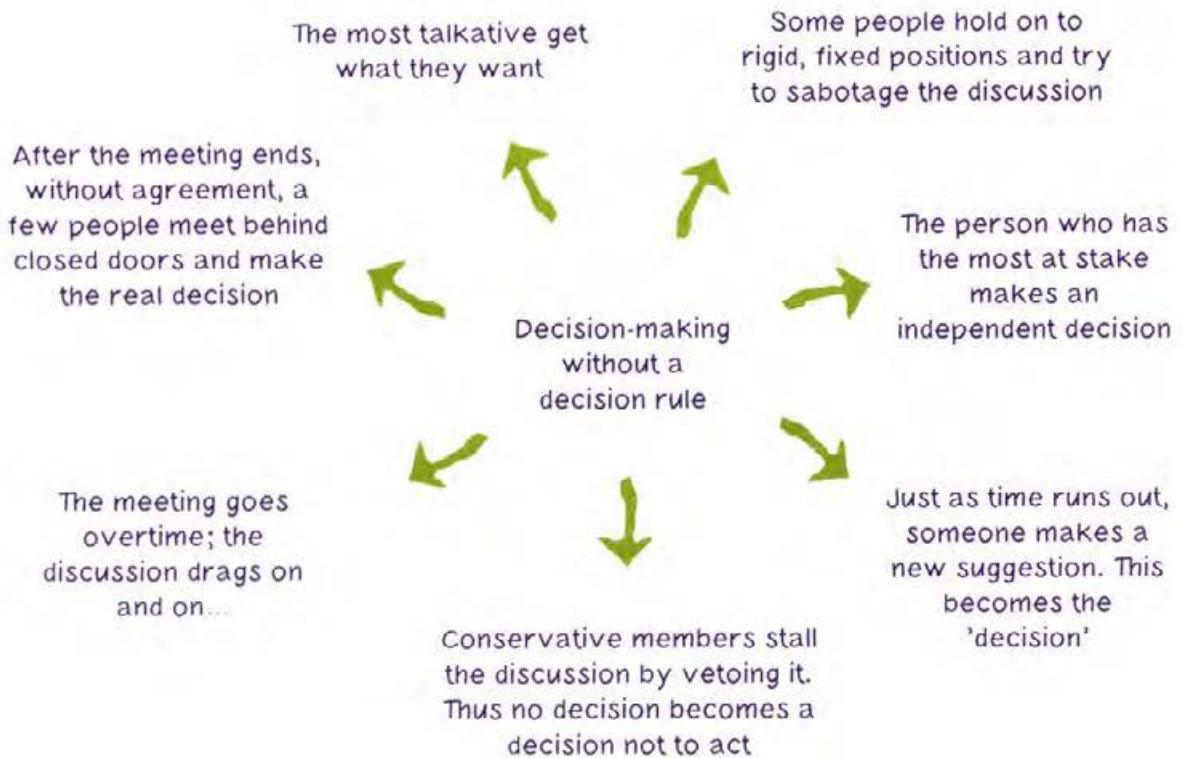 The most talkative get
what they want
Some people hold on to
rigid, fixed positions and try
to sabotage the discussion
After the meeting ends,
without agreement, a
few people meet behind
closed doors and make
the real decision
The person who has
the most at stake
makes an
independent decision
Decision-making
without a
decision rule
The meeting goes
overtime; the
discussion drags on
and on...
Just as time runs out,
someone makes a
new suggestion. This
becomes the
'decision'
Conservative members stall
the discussion by vetoing it.
Thus no decision becomes a
decision not to act